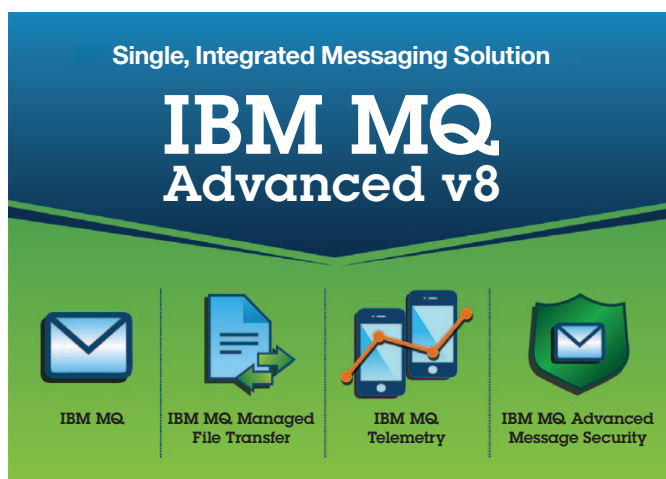 Single, Integrated Messaging Solution
IBM MQ
Advanced v8
IBM MQ
IBM MQ Managed
File Transfer
IBM MQ
Telemetry
IBM MQ Advanced
Message Security